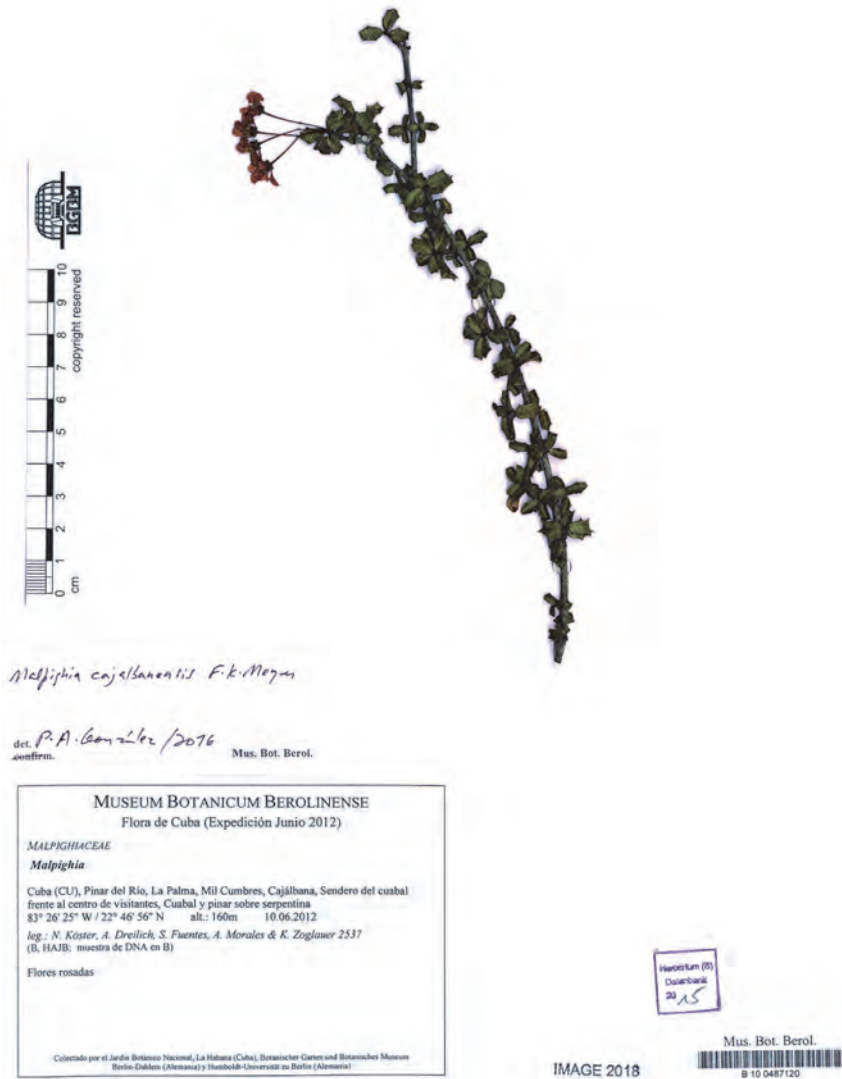 BGBM
copyright reserved
0 1 2 3 4 5 6 7 8 9 10
cm
Malpighia cajalbanensis F.K. Meyer
det. P.A. González /2016
confirm.
Mus. Bot. Berol.
MUSEUM BOTANICUM BEROLINENSE
Flora de Cuba (Expedición Junio 2012)
MALPIGHIACEAE
Malpighia
Cuba (CU), Pinar del Río, La Palma, Mil Cumbres, Cajálbana, Sendero del cuabal
frente al centro de visitantes, Cuabal y pinar sobre serpentina
83° 26' 25" W / 22° 46' 56" N alt.: 160m 10.06.2012
leg.: N. Köster, A. Dreilich, S. Fuentes, A. Morales & K. Zoglauer 2537
(B, HAJB; muestra de DNA en B)
Flores rosadas
Colectado por el Jardín Botánico Nacional, La Habana (Cuba), Botanischer Garten und Botanisches Museum
Berlin-Dahlem (Alemania) y Humboldt-Universität zu Berlin (Alemania)
Herbarium (B)
Datenbank
20 15
IMAGE 2018
Mus. Bot. Berol.
B 10 0487120